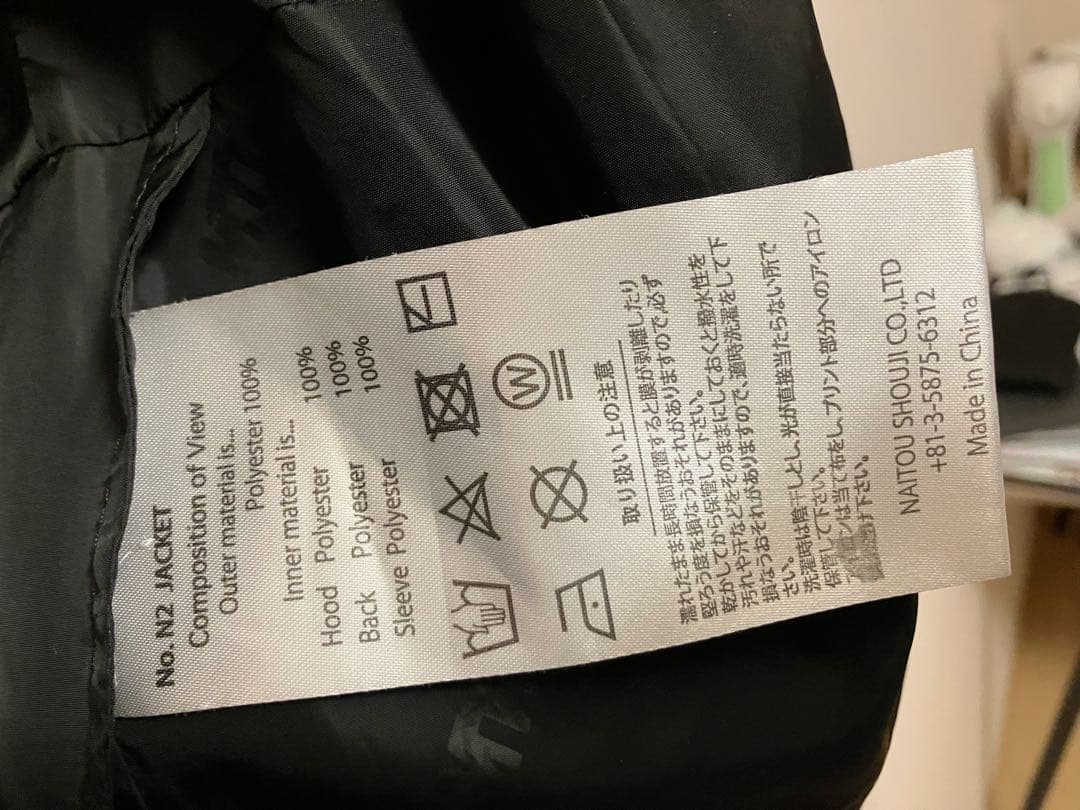 No. N2 JACKET
Composition of View
Outer material is...
Polyester 100%
Inner material is...
Hood Polyester 100%
Back Polyester 100%
Sleeve Polyester 100%
W
取り扱い上の注意
濡れたまま長時間放置すると膜が剥離したり
堅ろう度を損なうおそれがありますので必ず
乾かしてから保管して下さい。
汚れや汗などをそのままにしておくと撥水性を
損なうおそれがありますので、適時洗濯をして下
さい。
洗濯時は陰干しとし、光が直接当たらない所で
保管して下さい。
ンは当て布をし、プリント部分へのアイロン
け下さい。
NAITOU SHOUJI CO.,LTD
+81-3-5875-6312
Made in China